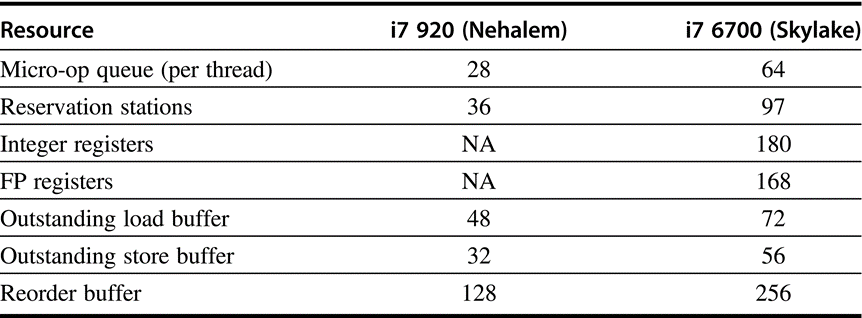 Resource i7 920 (Nehalem) i7 6700 (Skylake)
Micro-op queue (per thread) 28 64
Reservation stations 36 97
Integer registers NA 180
FP registers NA 168
Outstanding load buffer 48 72
Outstanding store buffer 32 56
Reorder buffer 128 256